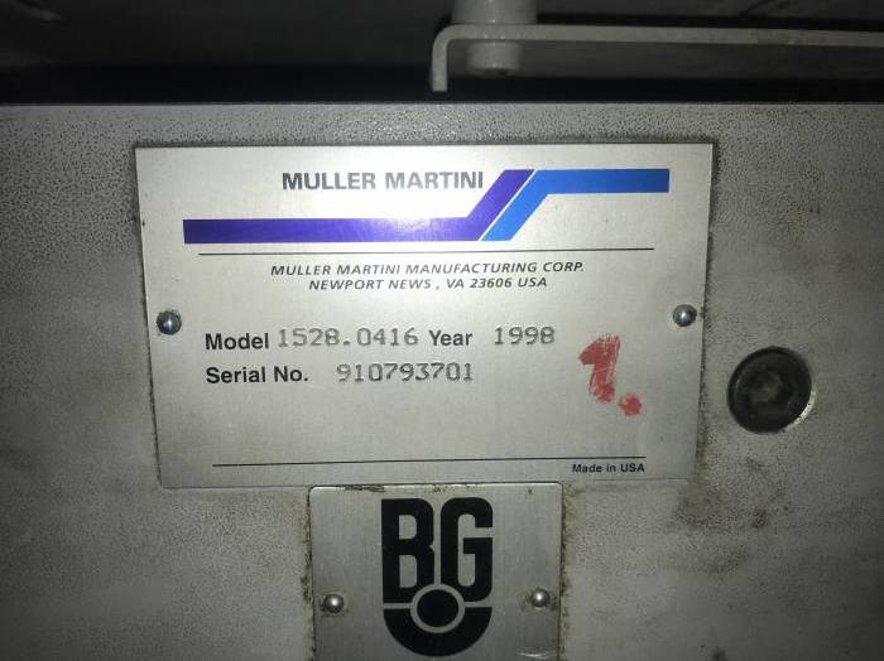 MULLER MARTINI
MULLER MARTINI MANUFACTURING CORP.
NEWPORT NEWS , VA 23606 USA
Model 1528.0416 Year 1998
Serial No. 910793701
1.
Made in USA
BG